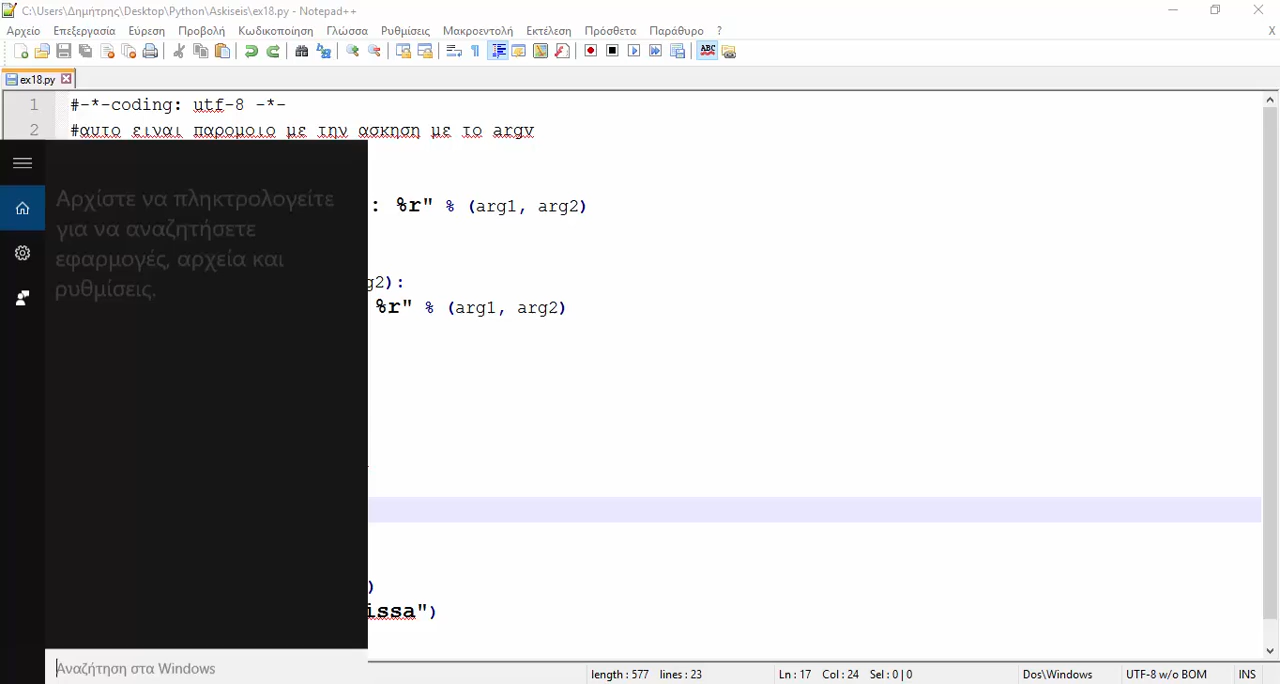 C:\Users\Δημήτρης\Desktop\Python\Askiseis\ex18.py - Notepad++
Αρχείο Επεξεργασία Εύρεση Προβολή Κωδικοποίηση Γλώσσα Ρυθμίσεις Μακροεντολή Εκτέλεση Πρόσθετα Παράθυρο ? X
ABC
ex18.py
1 #-*-coding: utf-8 -*-
2 #αυτο ειναι παρομοιο με την ασκηση με το argv
: %r" % (arg1, arg2)
g2):
%r" % (arg1, arg2)
)
issa")
Αρχίστε να πληκτρολογείτε
για να αναζητήσετε
εφαρμογές, αρχεία και
ρυθμίσεις.
Αναζήτηση στα Windows
length : 577 lines : 23 Ln : 17 Col : 24 Sel : 0 | 0 Dos\Windows UTF-8 w/o BOM INS